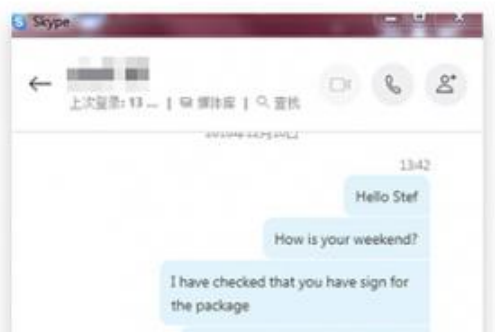 Skype
上次登录: 13 ... | 媒体库 | 查找
13:42
Hello Stef
How is your weekend?
I have checked that you have sign for
the package